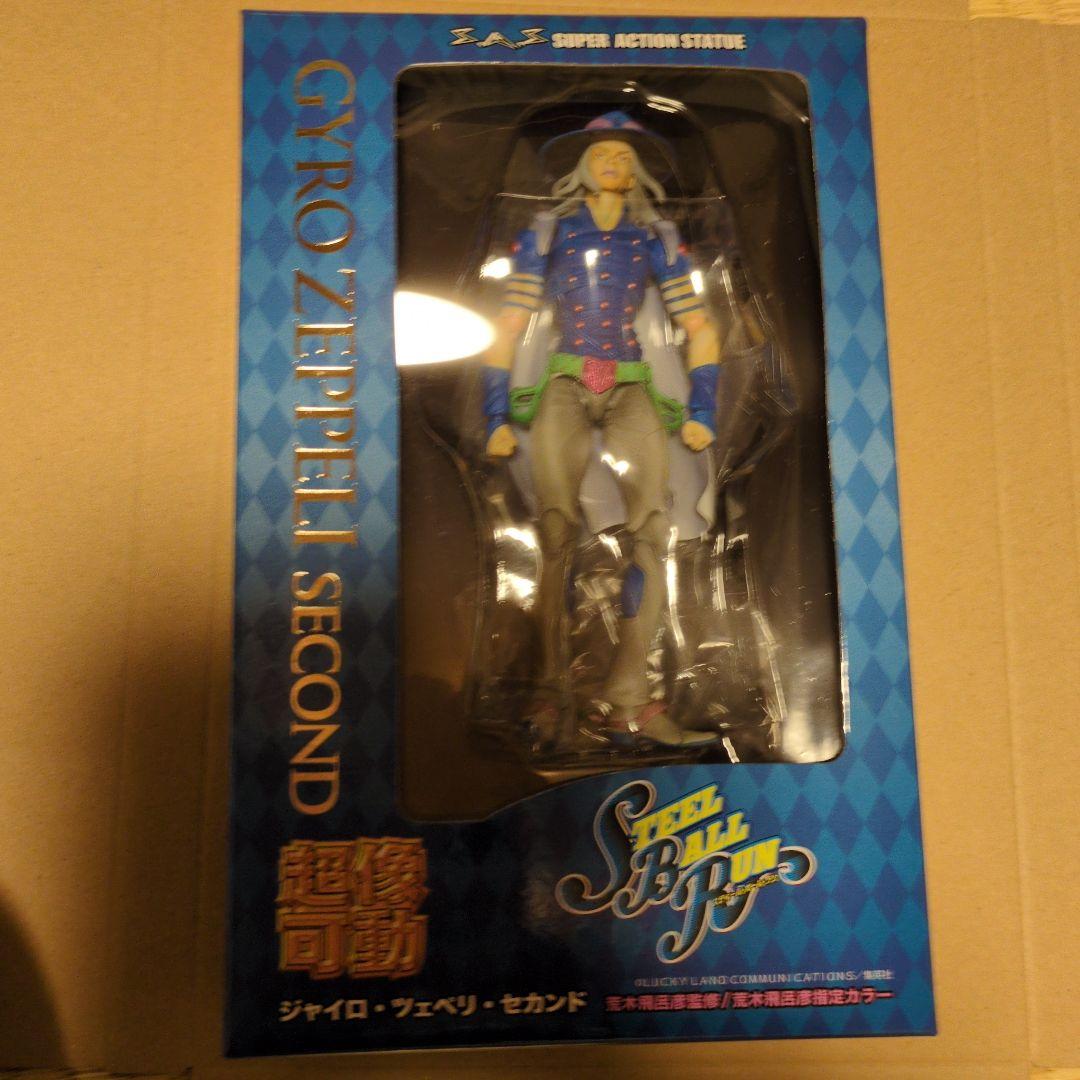 SAS SUPER ACTION STATUE
GYRO ZEPPELI SECOND
STEEL
BALL
RUN
超像
可動
©LUCKY LAND COMMUNICATIONS/集英社
ジャイロ・ツェペリ・セカンド
荒木飛呂彦監修/荒木飛呂彦指定カラー